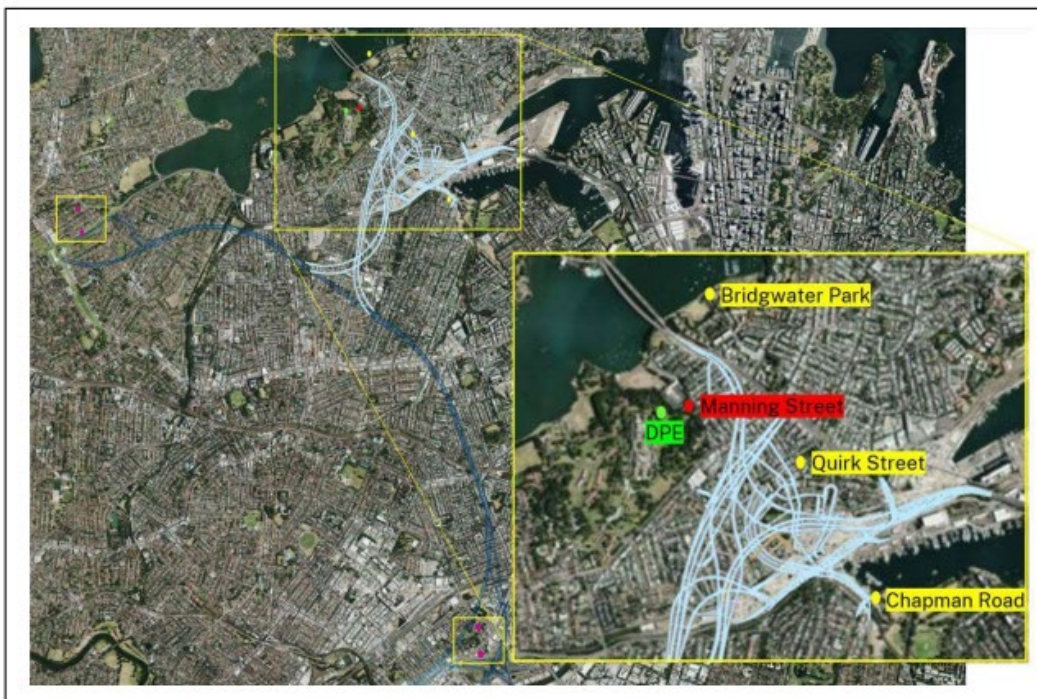 Bridgwater Park
Manning Street
DPE
Quirk Street
Chapman Road